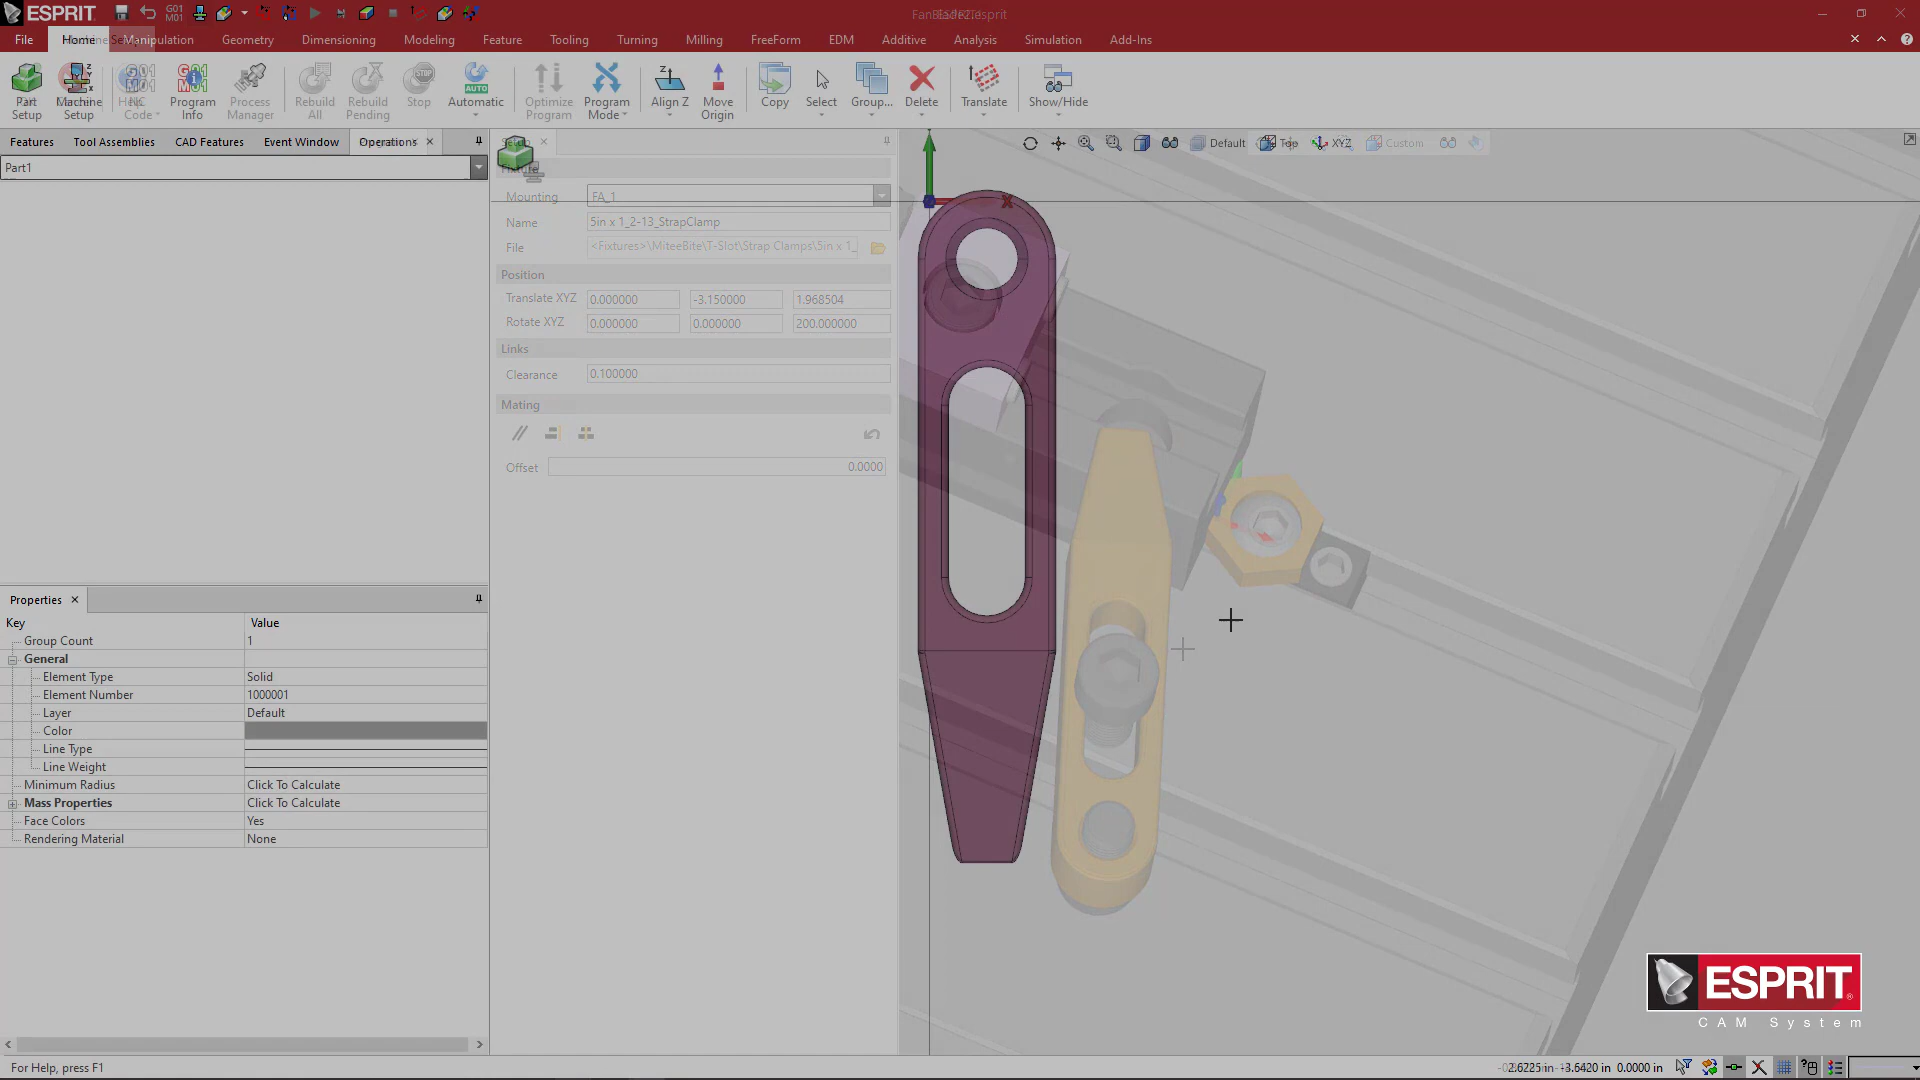 ESPRIT
File
Home
Manipulation
Geometry
Dimensioning
Modeling
Feature
Tooling
Turning
Milling
FreeForm
EDM
Additive
Analysis
Simulation
Add-Ins
Part
Setup
Machine
Setup
Code
Program
Info
Process
Manager
Rebuild
All
Rebuild
Pending
Stop
Automatic
Optimize
Program
Program
Mode
Align Z
Move
Origin
Copy
Select
Group...
Delete
Translate
Show/Hide
Features
Tool Assemblies
CAD Features
Event Window
Operations
Part1
Mounting
FA_1
Name
5in x 1_2-13_StrapClamp
File
<Fixtures>\MiteeBite\T-Slot\Strap Clamps\5in x 1_
Position
Translate XYZ
0.000000
-3.150000
1.968504
Rotate XYZ
0.000000
0.000000
200.000000
Links
Clearance
0.100000
Mating
Offset
0.0000
Default
Top
XYZ
Custom
X
Properties
Key
Value
Group Count
1
General
Element Type
Solid
Element Number
1000001
Layer
Default
Color
Line Type
Line Weight
Minimum Radius
Click To Calculate
Mass Properties
Click To Calculate
Face Colors
Yes
Rendering Material
None
ESPRIT
CAM System
For Help, press F1
0.0000 in